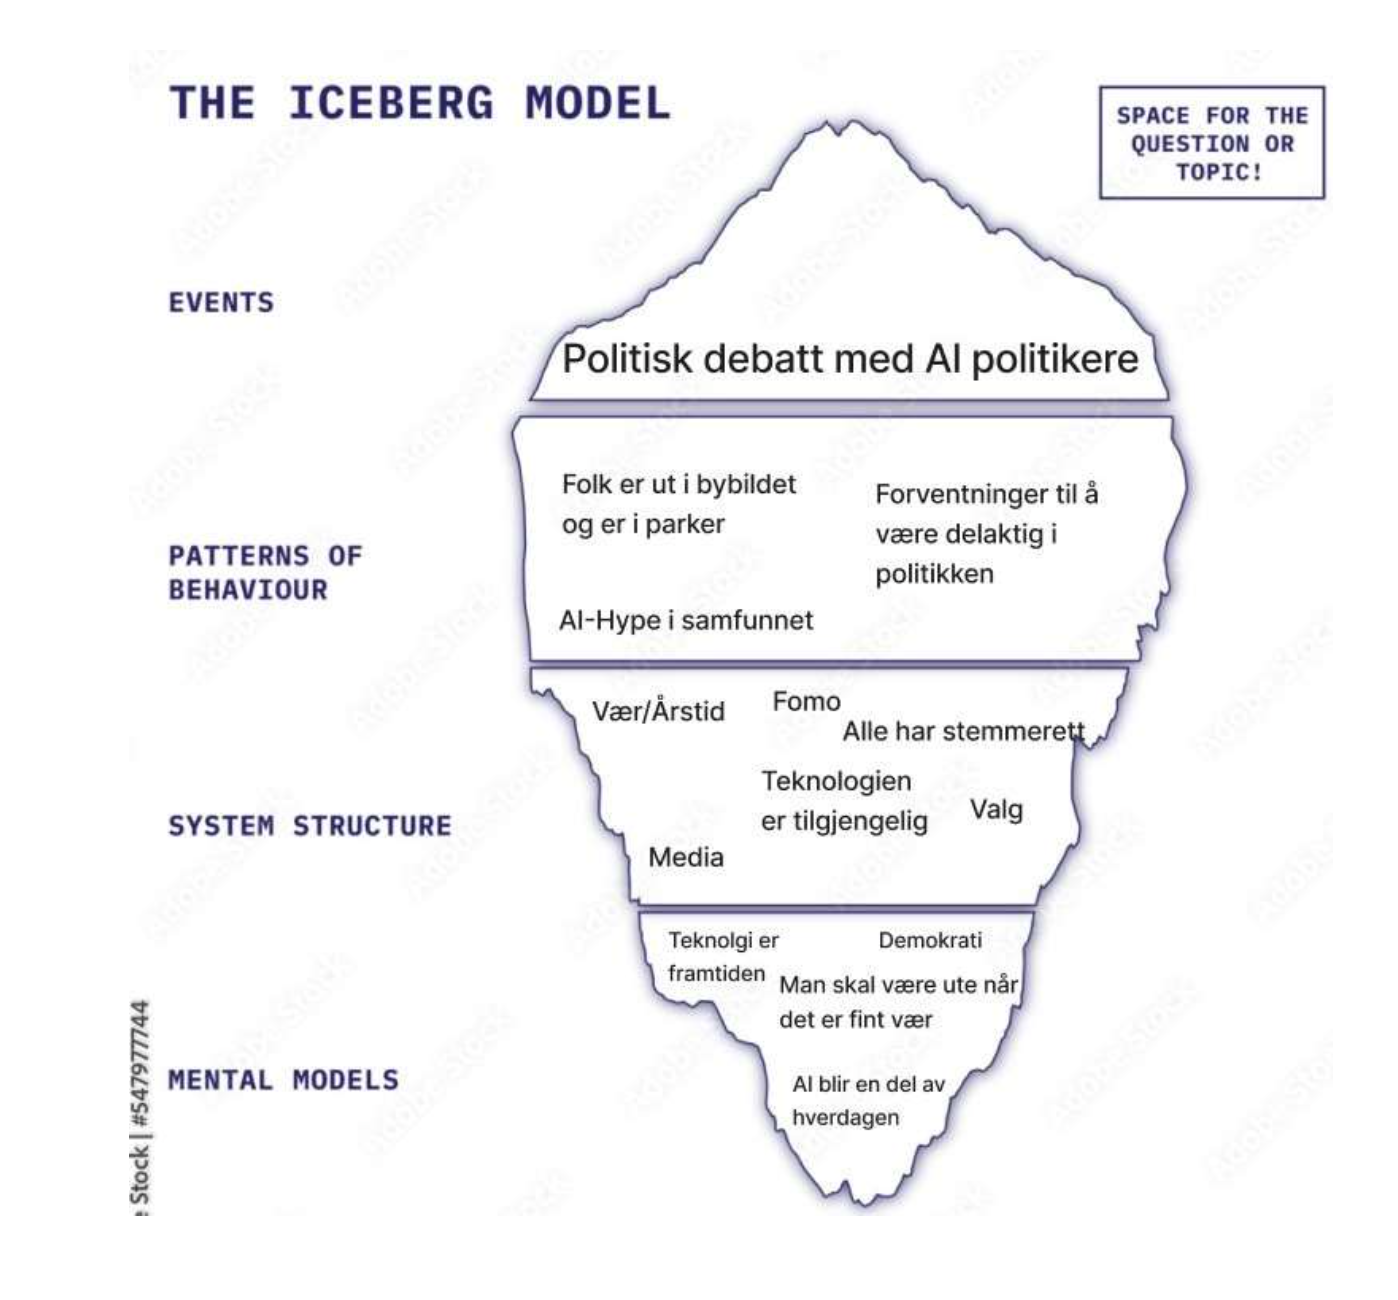 THE ICEBERG MODEL
SPACE FOR THE
QUESTION OR
TOPIC!
EVENTS
Politisk debatt med AI politikere
PATTERNS OF
BEHAVIOUR
Folk er ut i bybildet
og er i parker
Forventninger til å
være delaktig i
politikken
AI-Hype i samfunnet
SYSTEM STRUCTURE
Vær/Årstid
Fomo
Alle har stemmerett
Teknologien
er tilgjengelig
Valg
Media
MENTAL MODELS
Teknolgi er
framtiden
Demokrati
Man skal være ute når
det er fint vær
AI blir en del av
hverdagen
Stock | #547977744
Adobe Stock